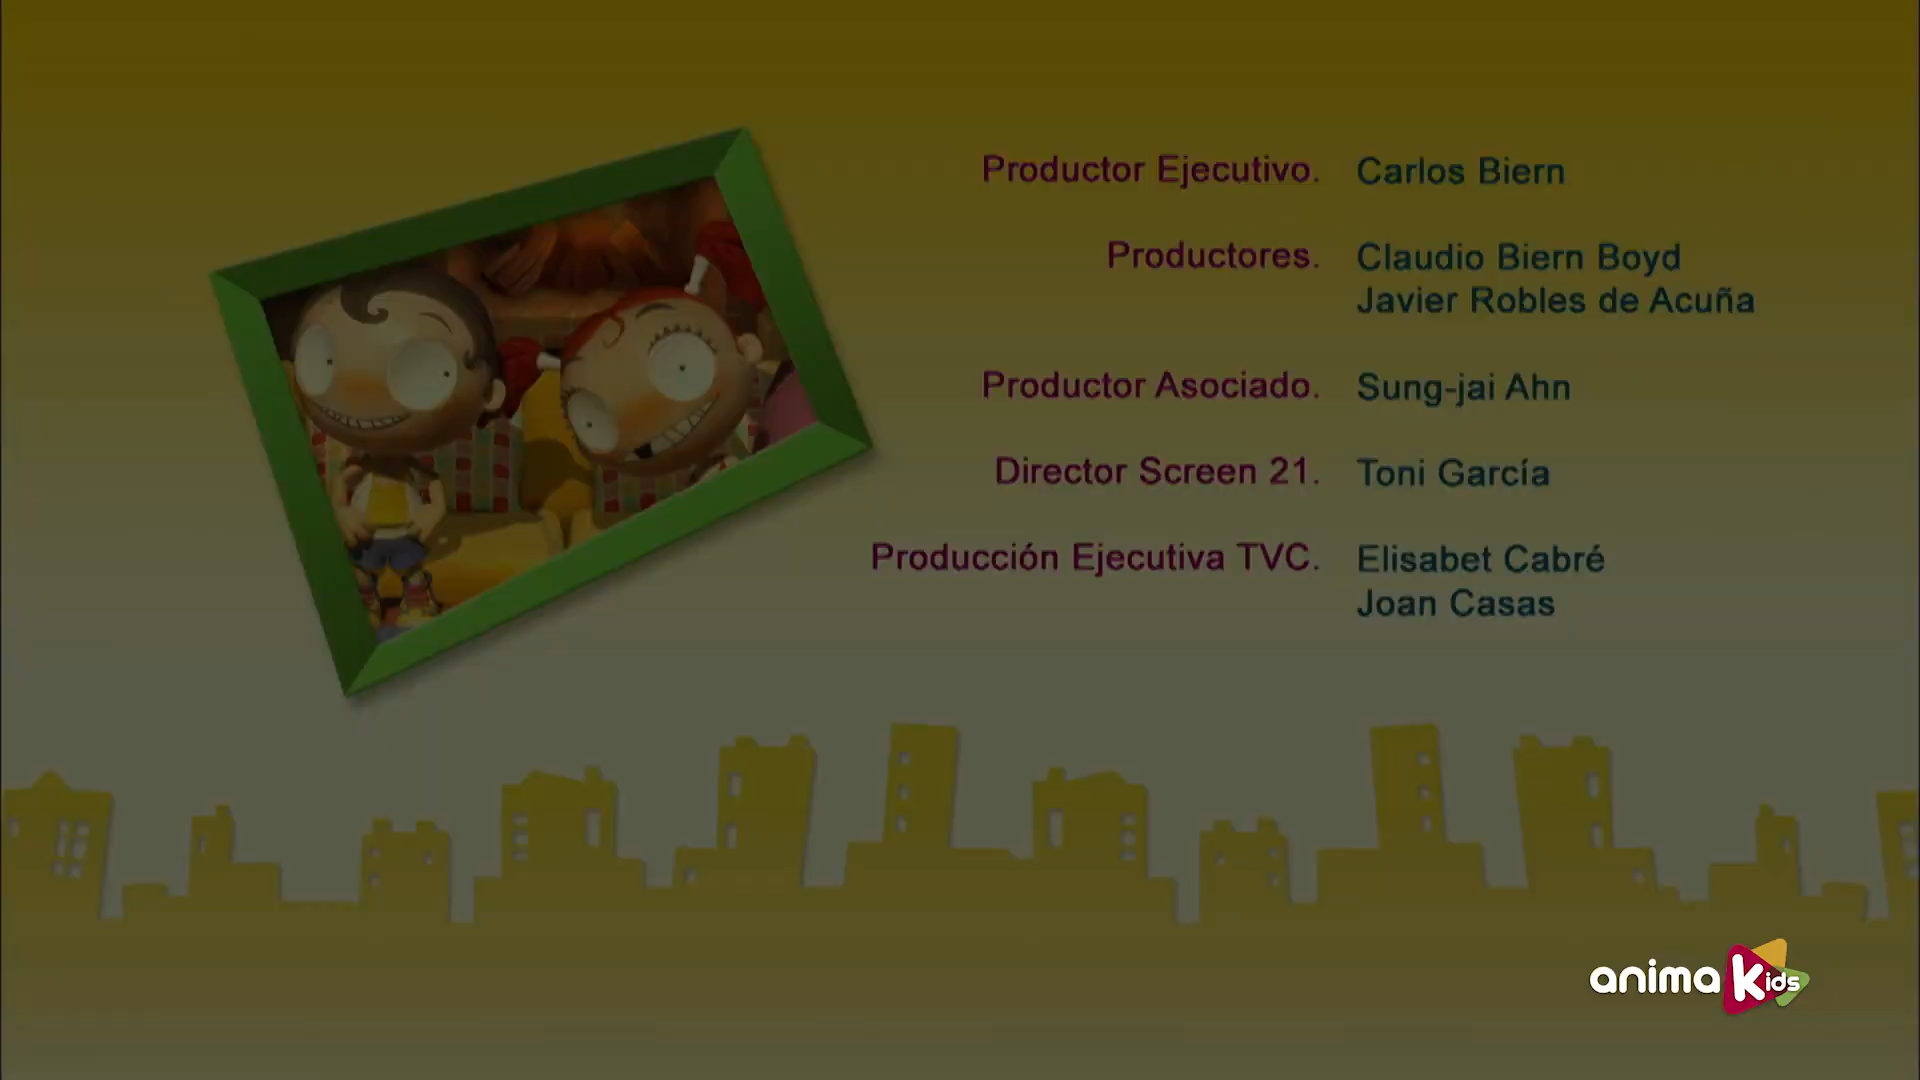 Productor Ejecutivo. Carlos Biern
Productores. Claudio Biern Boyd
Javier Robles de Acuña
Productor Asociado. Sung-jai Ahn
Director Screen 21. Toni García
Producción Ejecutiva TVC. Elisabet Cabré
Joan Casas
anima Kids